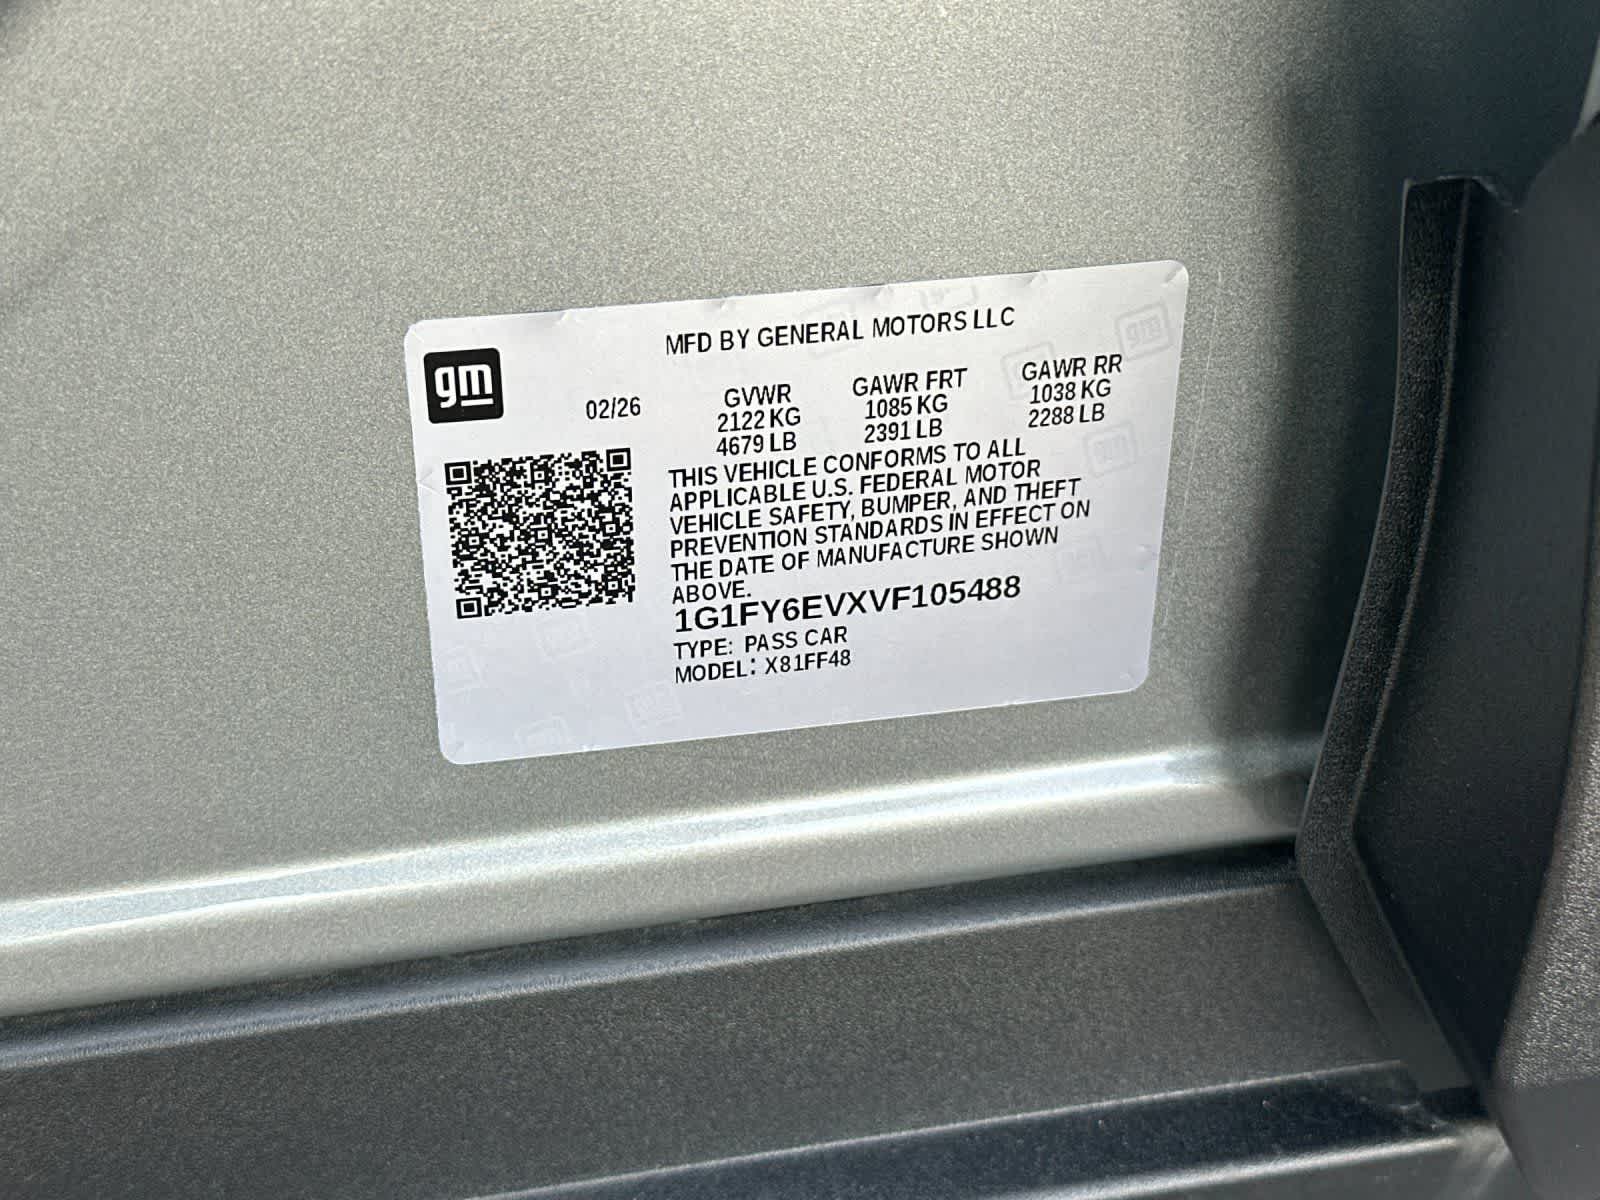 MFD BY GENERAL MOTORS LLC
gm
02/26
GVWR
2122 KG
4679 LB
GAWR FRT
1085 KG
2391 LB
GAWR RR
1038 KG
2288 LB
THIS VEHICLE CONFORMS TO ALL
APPLICABLE U.S. FEDERAL MOTOR
VEHICLE SAFETY, BUMPER, AND THEFT
PREVENTION STANDARDS IN EFFECT ON
THE DATE OF MANUFACTURE SHOWN
ABOVE.
1G1FY6EVXVF105488
TYPE: PASS CAR
MODEL: X81FF48